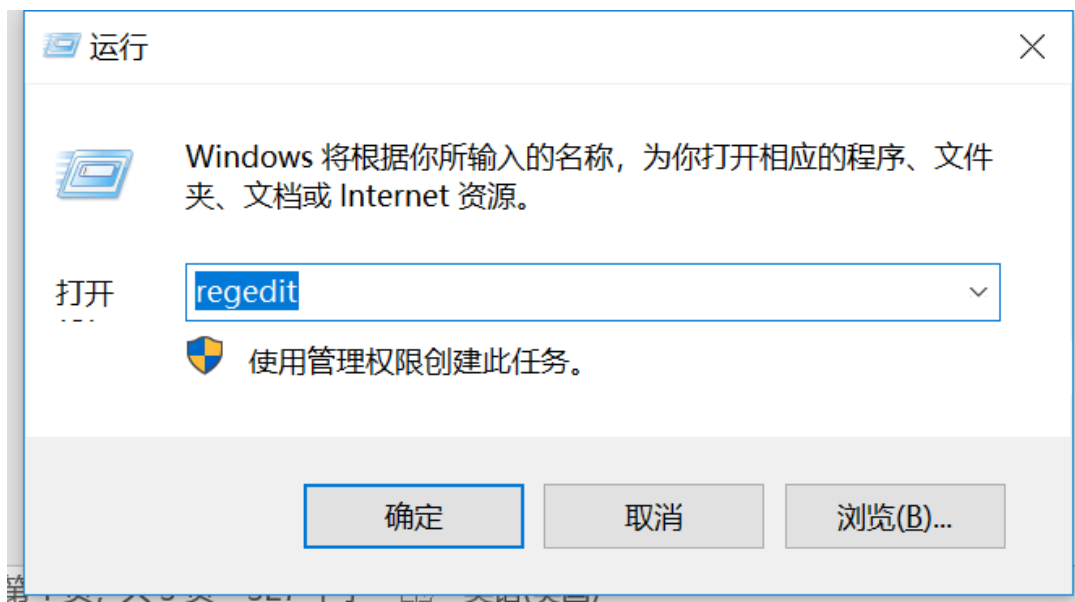 运行
Windows 将根据你所输入的名称，为你打开相应的程序、文件
夹、文档或 Internet 资源。
打开
regedit
使用管理权限创建此任务。
确定
取消
浏览(B)...